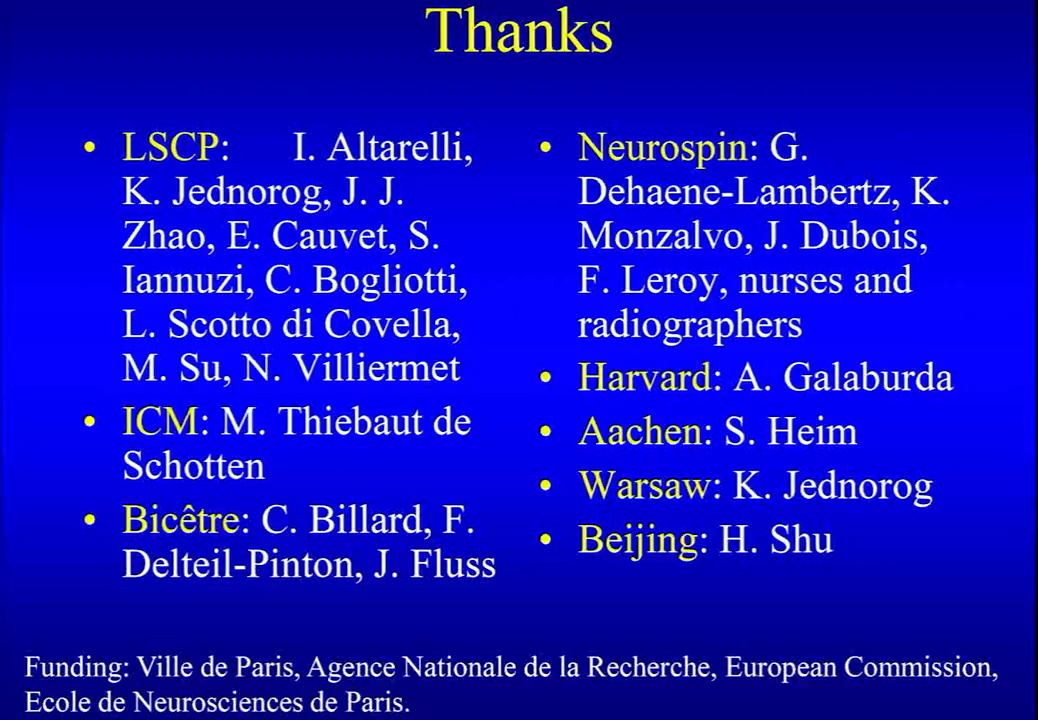 Thanks
• LSCP: I. Altarelli,
K. Jednorog, J. J.
Zhao, E. Cauvet, S.
Iannuzi, C. Bogliotti,
L. Scotto di Covella,
M. Su, N. Villiermet
• ICM: M. Thiebaut de
Schotten
• Bicêtre: C. Billard, F.
Delteil-Pinton, J. Fluss
• Neurospin: G.
Dehaene-Lambertz, K.
Monzalvo, J. Dubois,
F. Leroy, nurses and
radiographers
• Harvard: A. Galaburda
• Aachen: S. Heim
• Warsaw: K. Jednorog
• Beijing: H. Shu
Funding: Ville de Paris, Agence Nationale de la Recherche, European Commission,
Ecole de Neurosciences de Paris.